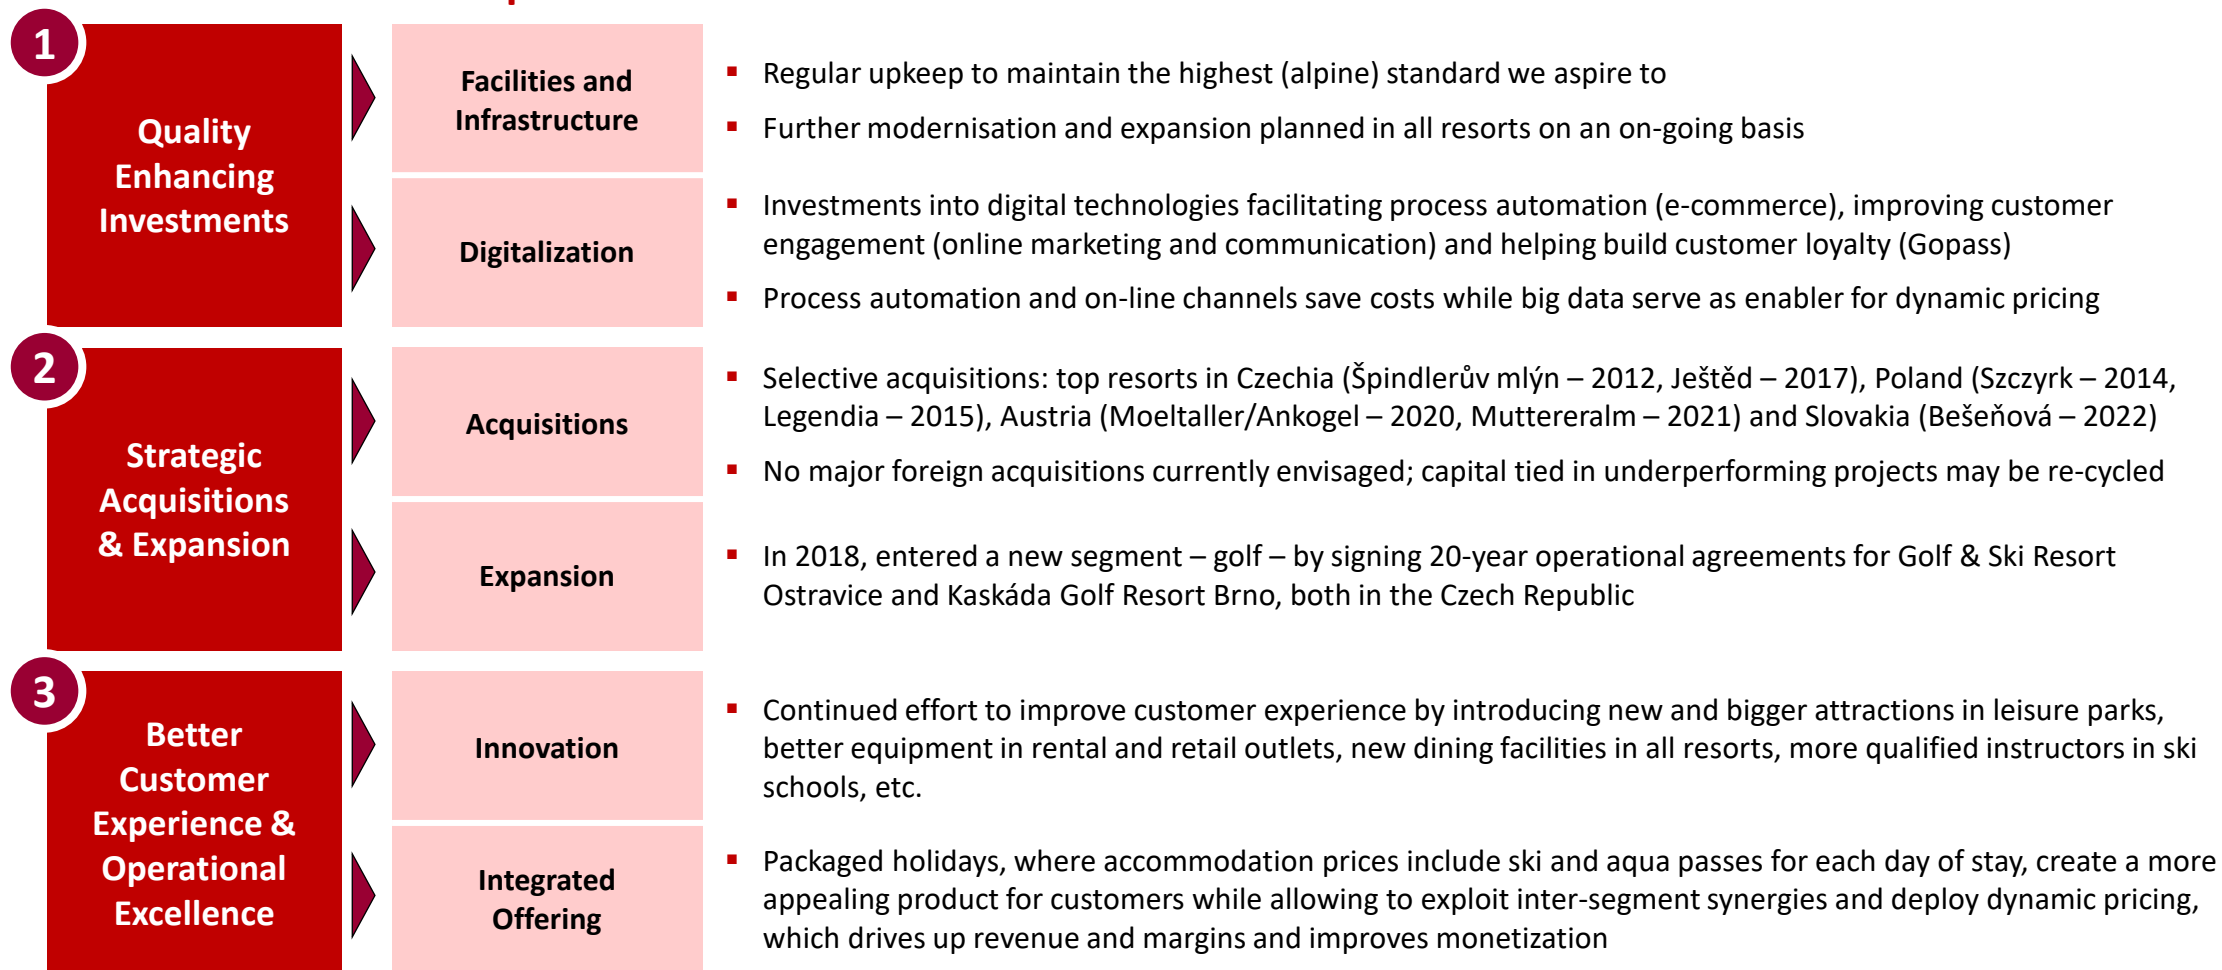 1
Quality
Enhancing
Investments
Facilities and
Infrastructure
▪ Regular upkeep to maintain the highest (alpine) standard we aspire to
▪ Further modernisation and expansion planned in all resorts on an on-going basis
Digitalization
▪ Investments into digital technologies facilitating process automation (e-commerce), improving customer
engagement (online marketing and communication) and helping build customer loyalty (Gopass)
▪ Process automation and on-line channels save costs while big data serve as enabler for dynamic pricing
2
Strategic
Acquisitions
& Expansion
Acquisitions
▪ Selective acquisitions: top resorts in Czechia (Špindlerův mlýn – 2012, Ještěd – 2017), Poland (Szczyrk – 2014,
Legendia – 2015), Austria (Moeltaller/Ankogel – 2020, Muttereralm – 2021) and Slovakia (Bešeňová – 2022)
▪ No major foreign acquisitions currently envisaged; capital tied in underperforming projects may be re-cycled
Expansion
▪ In 2018, entered a new segment – golf – by signing 20-year operational agreements for Golf & Ski Resort
Ostravice and Kaskáda Golf Resort Brno, both in the Czech Republic
3
Better
Customer
Experience &
Operational
Excellence
Innovation
▪ Continued effort to improve customer experience by introducing new and bigger attractions in leisure parks,
better equipment in rental and retail outlets, new dining facilities in all resorts, more qualified instructors in ski
schools, etc.
Integrated
Offering
▪ Packaged holidays, where accommodation prices include ski and aqua passes for each day of stay, create a more
appealing product for customers while allowing to exploit inter-segment synergies and deploy dynamic pricing,
which drives up revenue and margins and improves monetization